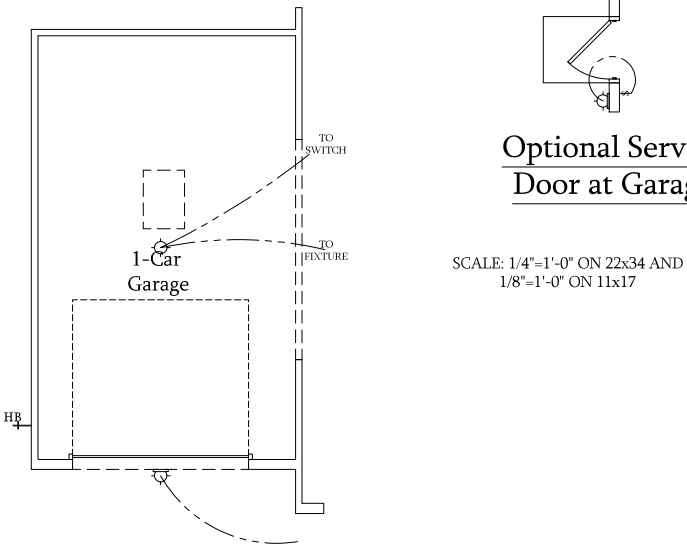 TO
SWITCH
TO
FIXTURE
1-Car
Garage
HB
S
Optional Serv
Door at Garag
SCALE: 1/4"=1'-0" ON 22x34 AND
1/8"=1'-0" ON 11x17